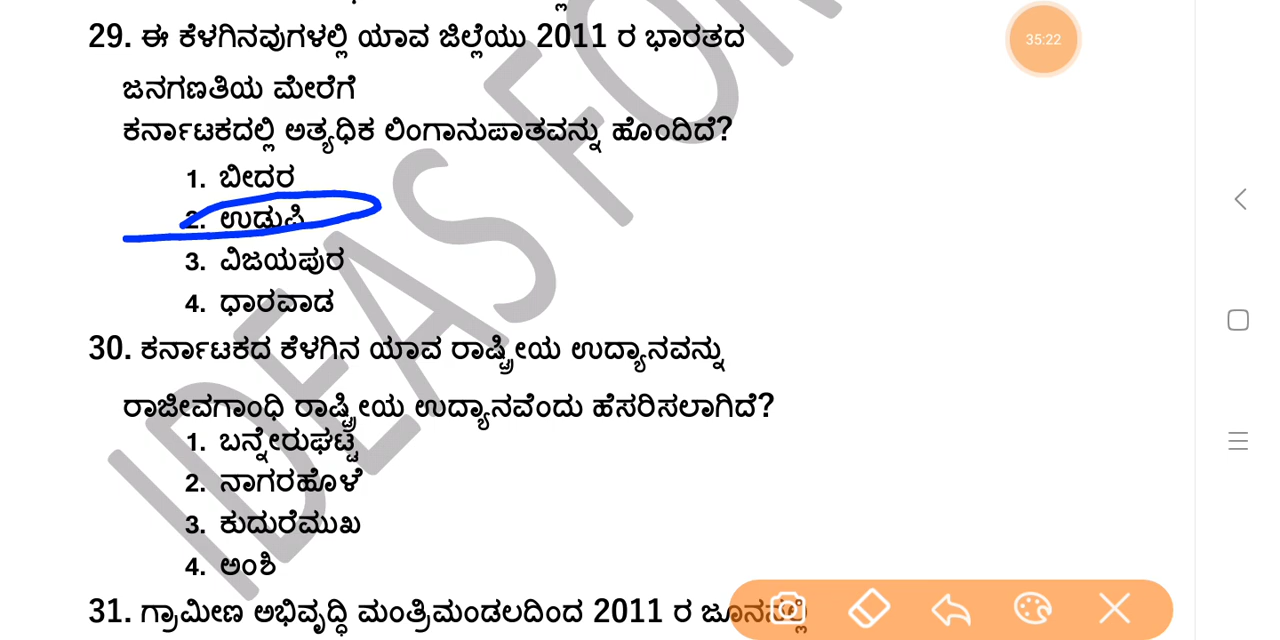 29. ಈ ಕೆಳಗಿನವುಗಳಲ್ಲಿ ಯಾವ ಜಿಲ್ಲೆಯು 2011 ರ ಭಾರತದ
35:22
ಜನಗಣತಿಯ ಮೇರೆಗೆ
ಕರ್ನಾಟಕದಲ್ಲಿ ಅತ್ಯಧಿಕ ಲಿಂಗಾನುಪಾತವನ್ನು ಹೊಂದಿದೆ?
1. ಬೀದರ
2. ಉಡುಪಿ
3. ವಿಜಯಪುರ
4. ಧಾರವಾಡ
30. ಕರ್ನಾಟಕದ ಕೆಳಗಿನ ಯಾವ ರಾಷ್ಟ್ರೀಯ ಉದ್ಯಾನವನ್ನು
ರಾಜೀವಗಾಂಧಿ ರಾಷ್ಟ್ರೀಯ ಉದ್ಯಾನವೆಂದು ಹೆಸರಿಸಲಾಗಿದೆ?
1. ಬನ್ನೇರುಘಟ್ಟ
2. ನಾಗರಹೊಳೆ
3. ಕುದುರೆಮುಖ
4. ಅಂಶಿ
31. ಗ್ರಾಮೀಣ ಅಭಿವೃದ್ಧಿ ಮಂತ್ರಿಮಂಡಲದಿಂದ 2011 ರ
IDEAS FOR